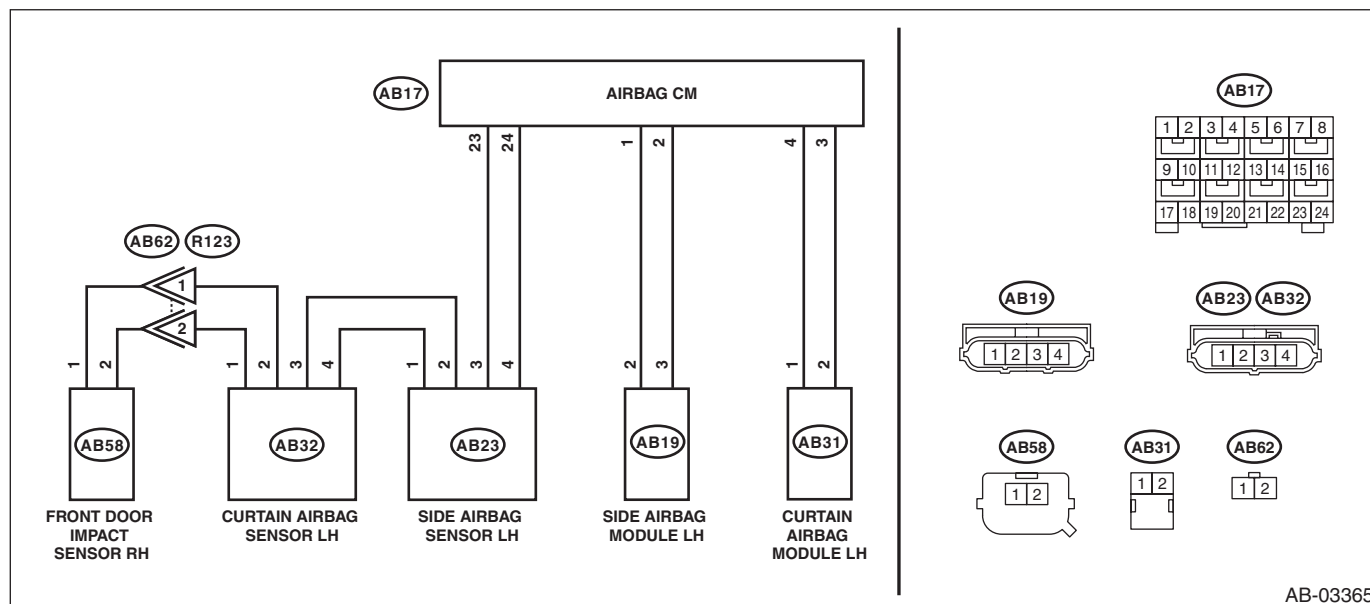 AB17
AIRBAG CM
23
24
1
2
4
3
AB62 R123
1
2
1
2
1
2
3
4
1
2
3
4
2
3
1
2
AB58
AB32
AB23
AB19
AB31
FRONT DOOR
IMPACT
SENSOR RH
CURTAIN AIRBAG
SENSOR LH
SIDE AIRBAG
SENSOR LH
SIDE AIRBAG
MODULE LH
CURTAIN
AIRBAG
MODULE LH
AB17
1 2 3 4 5 6 7 8
9 10 11 12 13 14 15 16
17 18 19 20 21 22 23 24
AB19
1 2 3 4
AB23 AB32
1 2 3 4
AB58
1 2
AB31
1 2
AB62
1 2
AB-03365